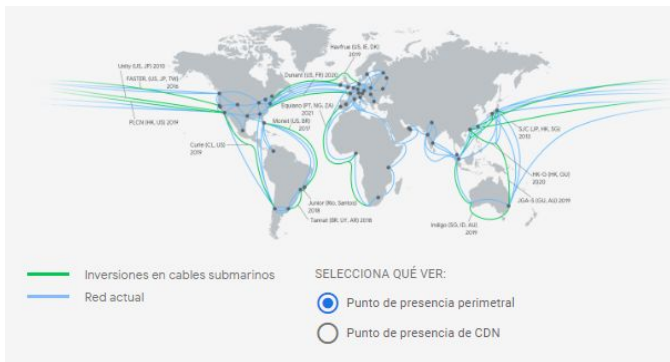 Havfrue (US, IE, DK)
2019
Unity (US, JP) 2010
Dunant (US, FR) 2020
FASTER, (US, JP, TW)
2016
Equiano (PT, NG, ZA)
2021
PLCN (HK, US) 2019
Monet (US, BR)
2017
SJC (JP, HK, SG)
2013
Curie (CL, US)
2019
HK-G (HK, GU)
2020
Junior (Rio, Santos)
2018
JGA-S (GU, AU) 2019
Tannat (BR, UY, AR) 2018
Indigo (SG, ID, AU)
2019
Inversiones en cables submarinos
Red actual
SELECCIONA QUÉ VER:
Punto de presencia perimetral
Punto de presencia de CDN